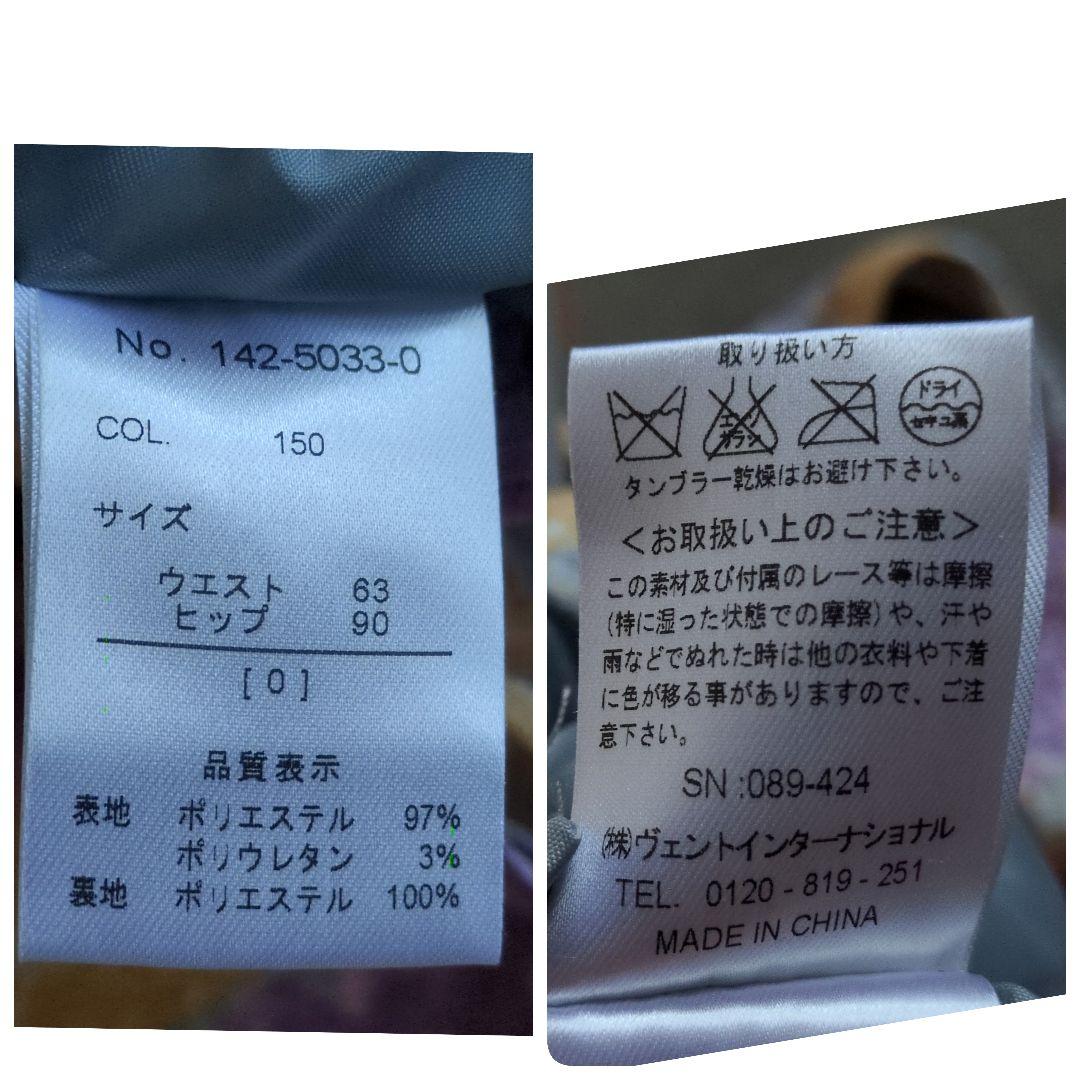 No. 142-5033-0
COL. 150
サイズ
ウエスト 63
ヒップ 90
[ 0 ]
品質表示
表地 ポリエステル 97%
ポリウレタン 3%
裏地 ポリエステル 100%
取り扱い方
エンソ
カラシ
ドライ
セキユ系
タンブラー乾燥はお避け下さい。
＜お取扱い上のご注意＞
この素材及び付属のレース等は摩擦
(特に湿った状態での摩擦)や、汗や
雨などでぬれた時は他の衣料や下着
に色が移る事がありますので、ご注
意下さい。
SN :089-424
㈱ヴェントインターナショナル
TEL. 0120 - 819 - 251
MADE IN CHINA